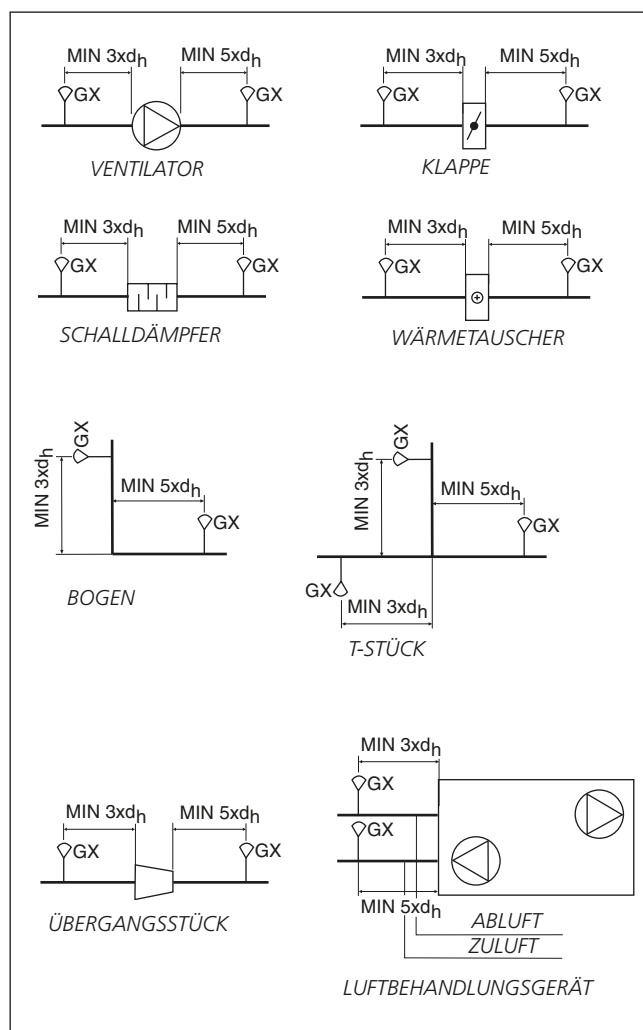 MIN 3xdh MIN 5xdh
GX GX
VENTILATOR
MIN 3xdh MIN 5xdh
GX GX
KLAPPE
MIN 3xdh MIN 5xdh
GX GX
SCHALLDÄMPFER
MIN 3xdh MIN 5xdh
GX GX
WÄRMETAUSCHER
GX
MIN 3xdh
MIN 5xdh
GX
BOGEN
GX
MIN 3xdh
MIN 5xdh
GX
GX
MIN 3xdh
T-STÜCK
MIN 3xdh MIN 5xdh
GX GX
ÜBERGANGSSTÜCK
MIN 3xdh
GX
GX
MIN 5xdh
ABLUFT
ZULUFT
LUFTBEHANDLUNGSGERÄT